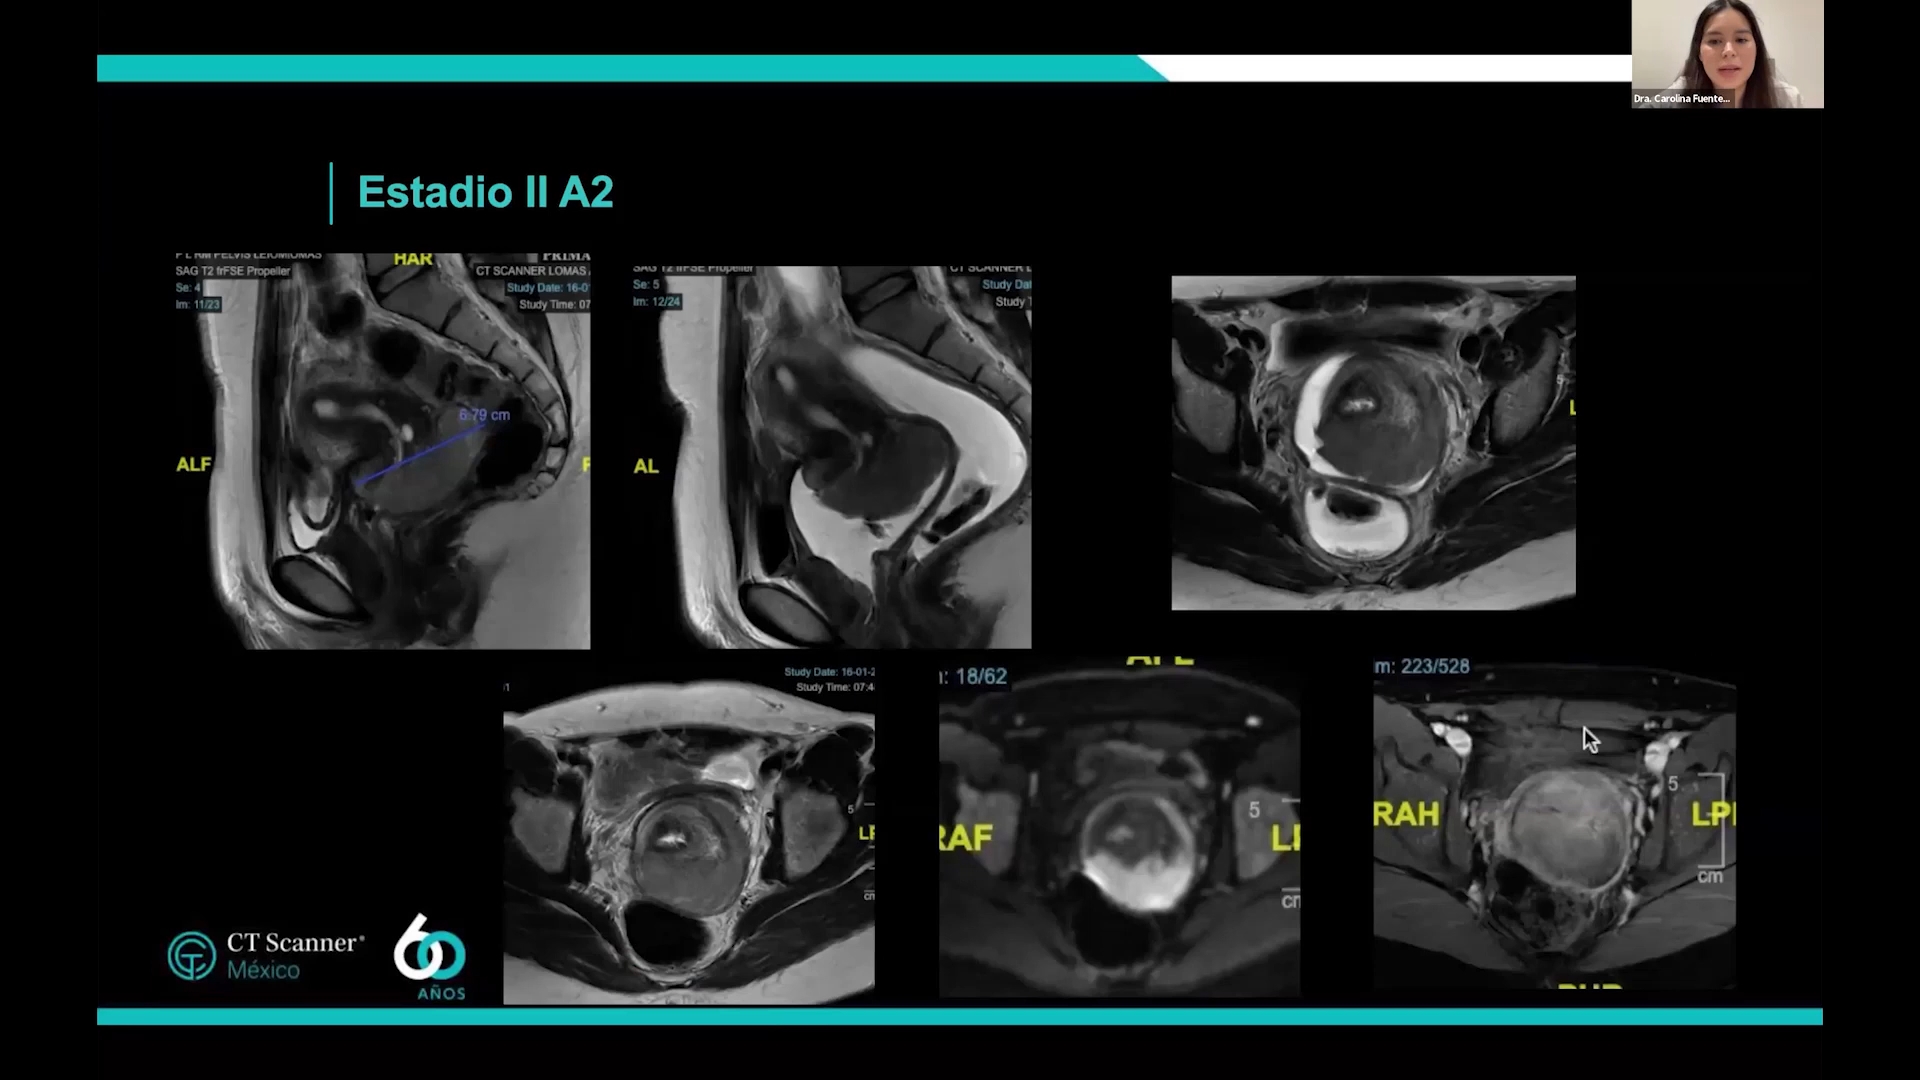 Dra. Carolina Fuente...
Estadio II A2
P L RM PELVIS LEIOMIOMAS
SAG T2 frFSE Propeller
Se: 4
Im: 11/23
HAR
PRIMA
CT SCANNER LOMAS
Study Date: 16-0
Study Time: 07
6.79 cm
ALF
SAG T2 frFSE Propeller
Se: 5
Im: 12/24
CT SCANNER L
Study Dat
Study T
AL
5
L
Study Date: 16-01-2
Study Time: 07:4
5
cm
18/62
RAF
5
m: 223/528
RAH
5
cm
CT Scanner®
México
60
AÑOS